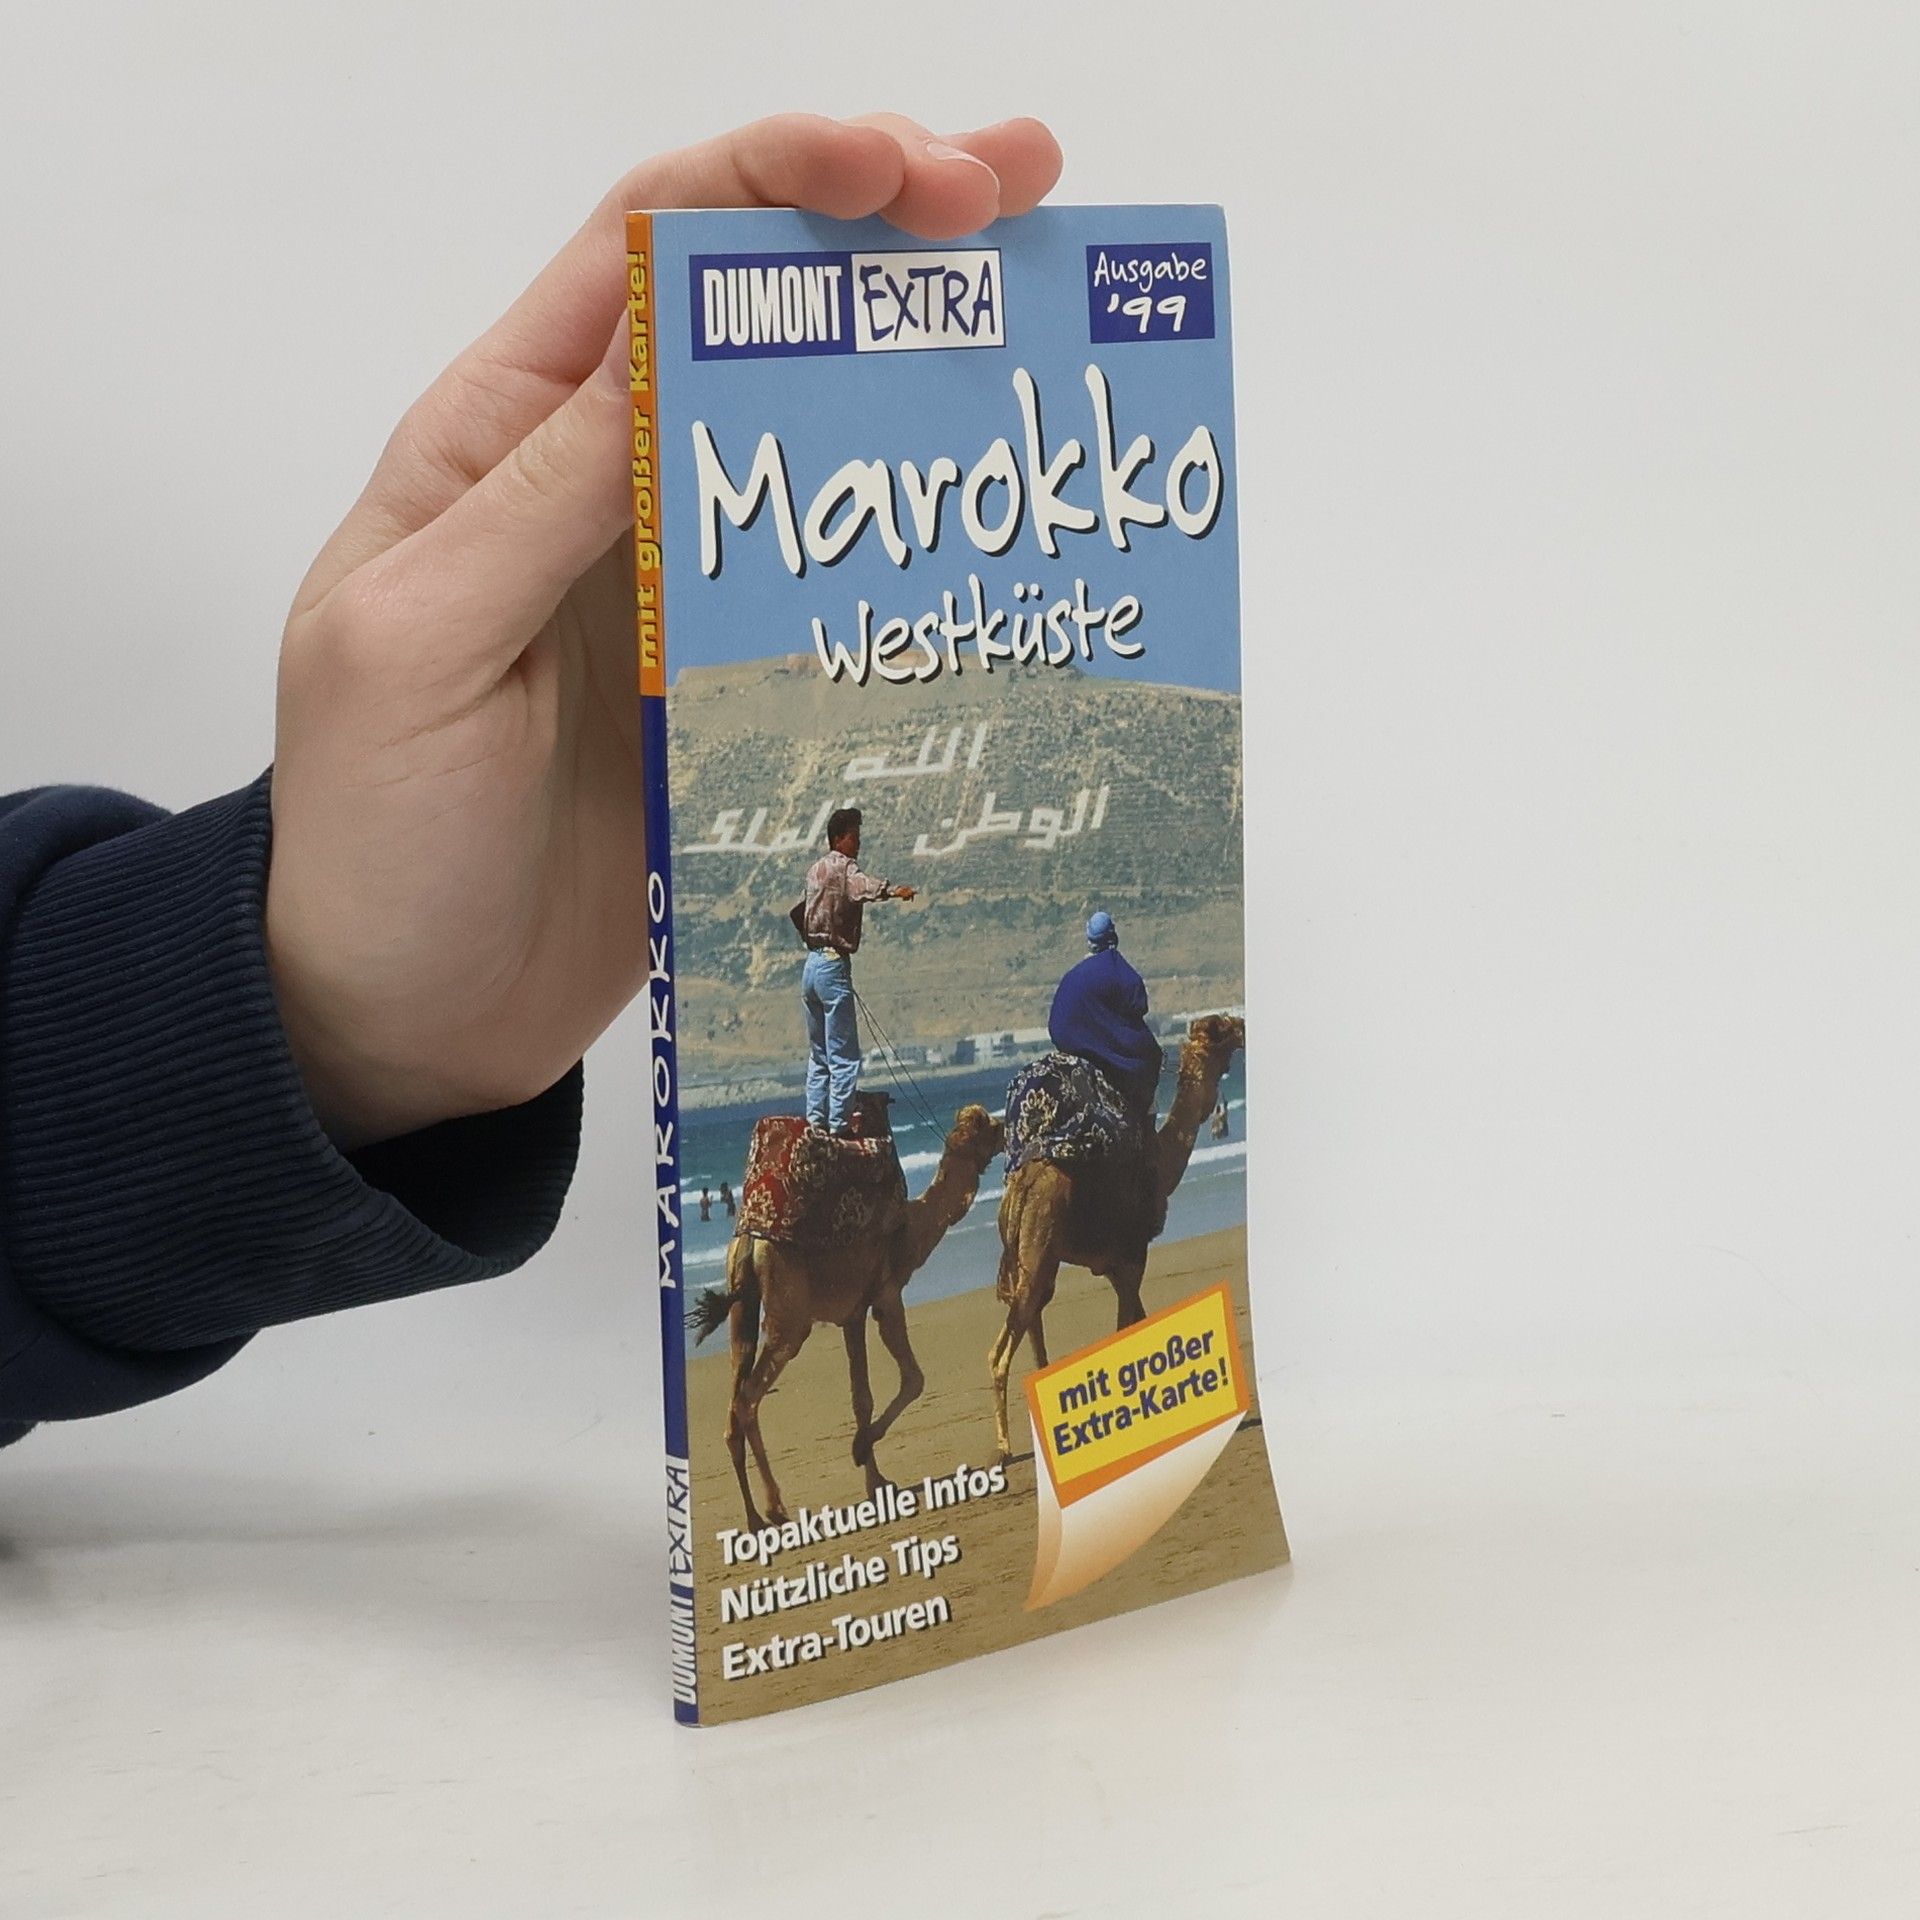 mit großer Karte!
MAROKKO
DUMONT EXTRA
DUMONT EXTRA
Ausgabe
'99
Marokko
Westküste
الله
الوطن الملك
mit großer
Extra-Karte!
Topaktuelle Infos
Nützliche Tips
Extra-Touren